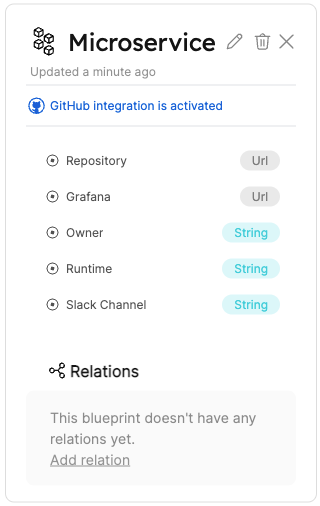 Microservice
Updated a minute ago
GitHub integration is activated
Repository Url
Grafana Url
Owner String
Runtime String
Slack Channel String
Relations
This blueprint doesn't have any
relations yet.
Add relation